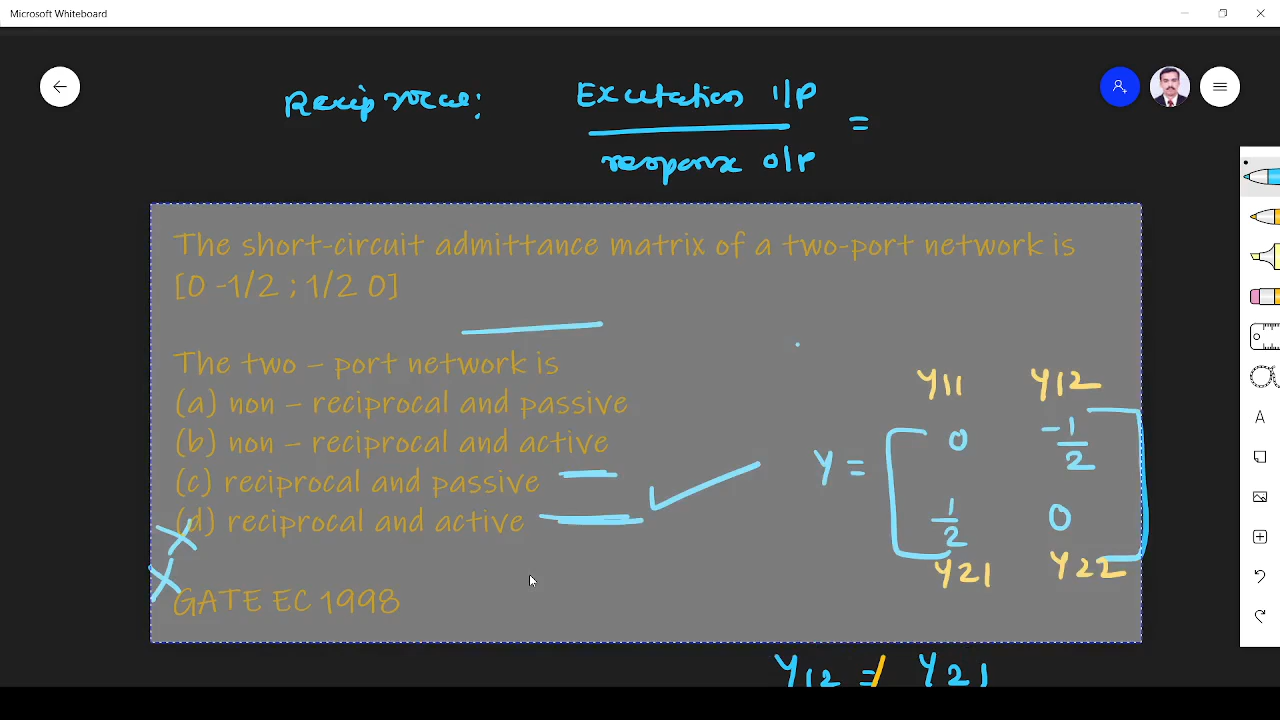 Microsoft Whiteboard
Reciprocal: Excitation I/P
=
response O/P
The short-circuit admittance matrix of a two-port network is
[0 -1/2 ; 1/2 0]
The two – port network is
(a) non – reciprocal and passive
(b) non – reciprocal and active
(c) reciprocal and passive
(d) reciprocal and active
GATE EC 1998
Y11 Y12
Y = 0 -1/2
1/2 0
Y21 Y22
Y12 ≠ Y21
A